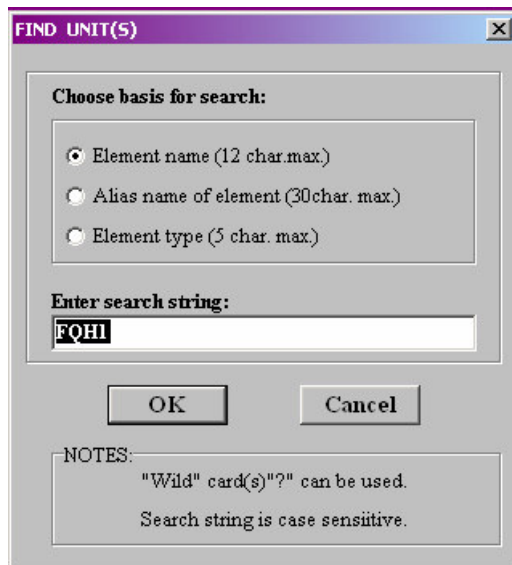 FIND UNIT(S)
Choose basis for search:
Element name (12 char.max.)
Alias name of element (30char. max.)
Element type (5 char. max.)
Enter search string:
FQH1
OK Cancel
NOTES:
"Wild" card(s)"?" can be used.
Search string is case sensiitive.